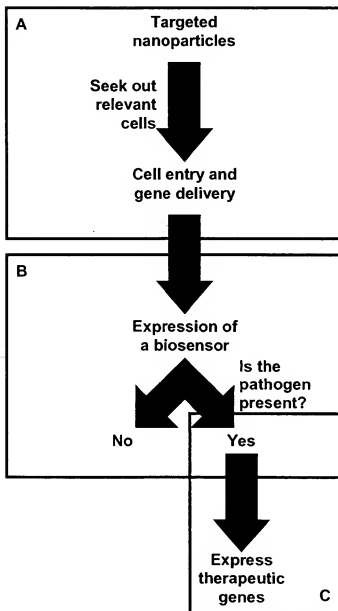 A
Targeted
nanoparticles
Seek out
relevant
cells
Cell entry and
gene delivery
B
Expression of
a biosensor
Is the
pathogen
present?
No
Yes
Express
therapeutic
genes
C